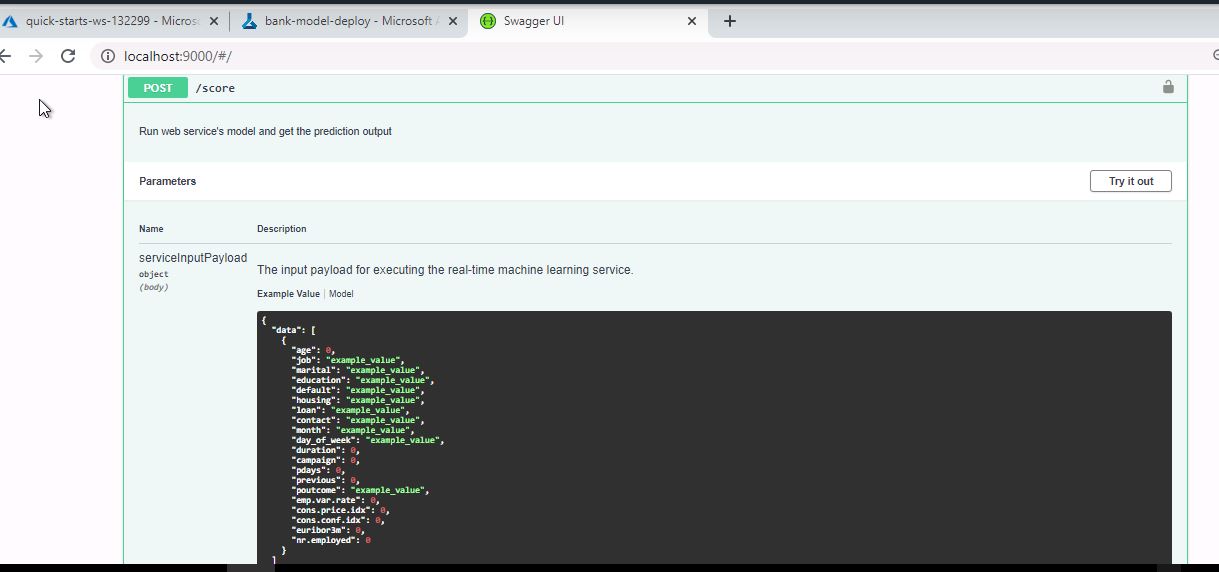 quick-starts-ws-132299 - Micros
bank-model-deploy - Microsoft A
Swagger UI
localhost:9000/#/
POST /score
Run web service's model and get the prediction output
Parameters
Try it out
Name Description
serviceInputPayload
object
(body)
The input payload for executing the real-time machine learning service.
Example Value | Model
{
"data": [
{
"age": 0,
"job": "example_value",
"marital": "example_value",
"education": "example_value",
"default": "example_value",
"housing": "example_value",
"loan": "example_value",
"contact": "example_value",
"month": "example_value",
"day_of_week": "example_value",
"duration": 0,
"campaign": 0,
"pdays": 0,
"previous": 0,
"poutcome": "example_value",
"emp.var.rate": 0,
"cons.price.idx": 0,
"cons.conf.idx": 0,
"euribor3m": 0,
"nr.employed": 0
}
]